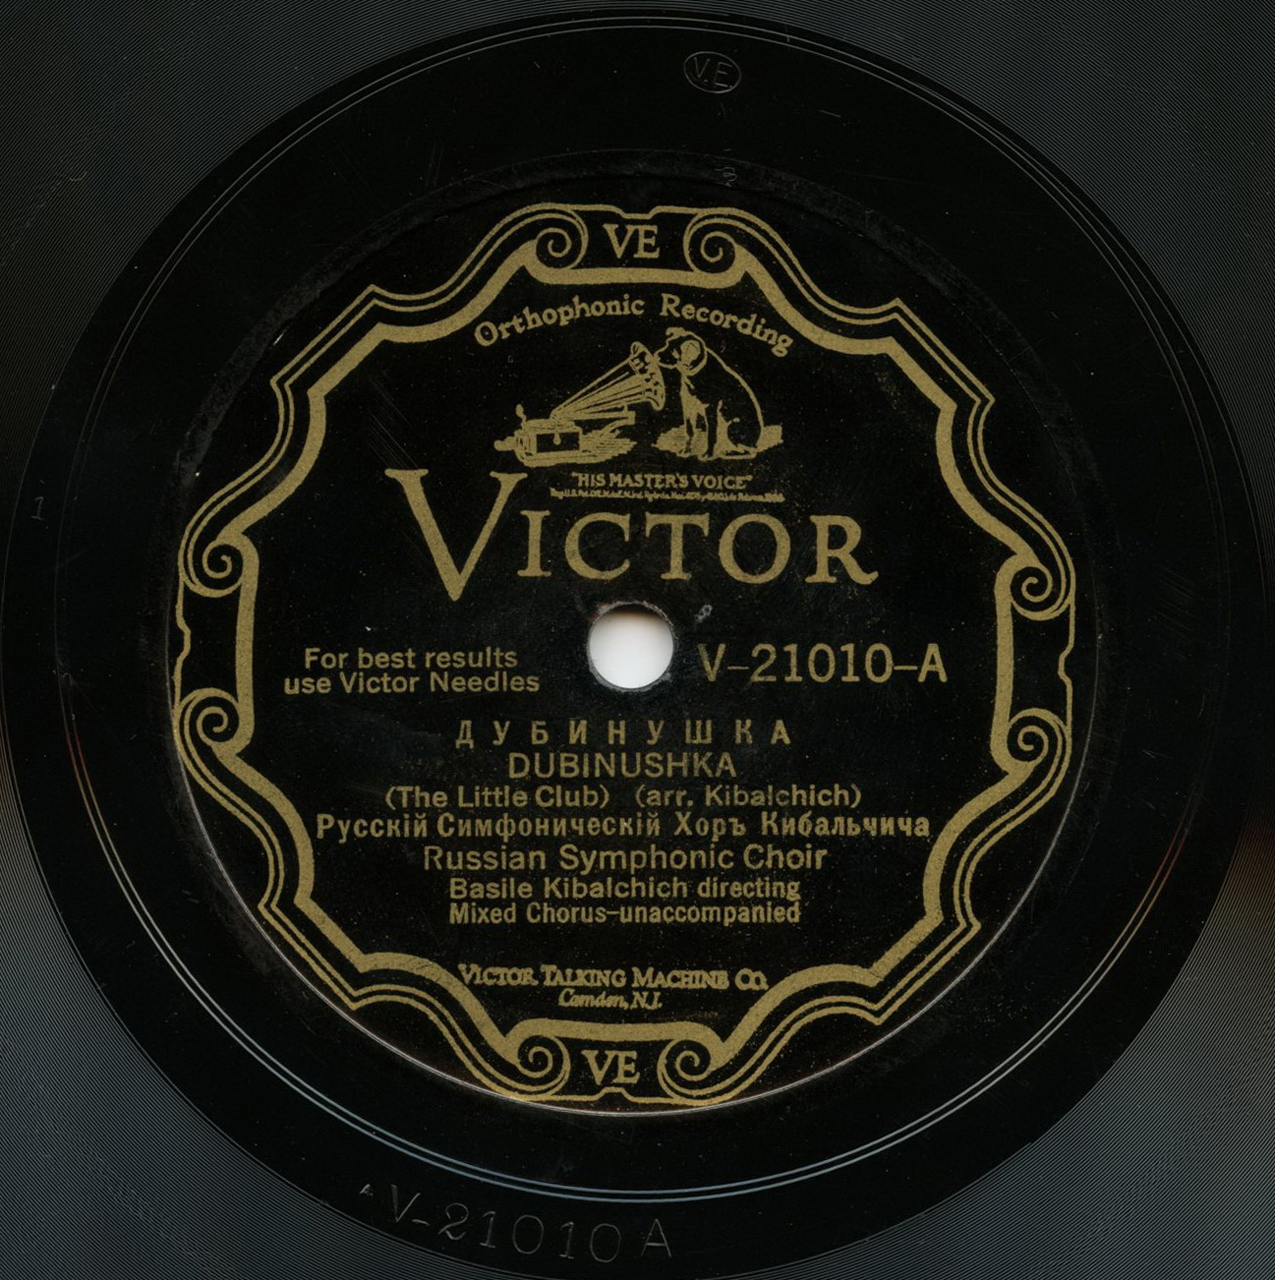 V.E.
VE
Orthophonic Recording
"HIS MASTER'S VOICE"
VICTOR
For best results
use Victor Needles
V-21010-A
ДУБИНУШКА
DUBINUSHKA
(The Little Club) (arr. Kibalchich)
Русскій Симфоническій Хоръ Кибальчича
Russian Symphonic Choir
Basile Kibalchich directing
Mixed Chorus-unaccompanied
VICTOR TALKING MACHINE CO.
Camden, N.J.
VE
V-21010 A